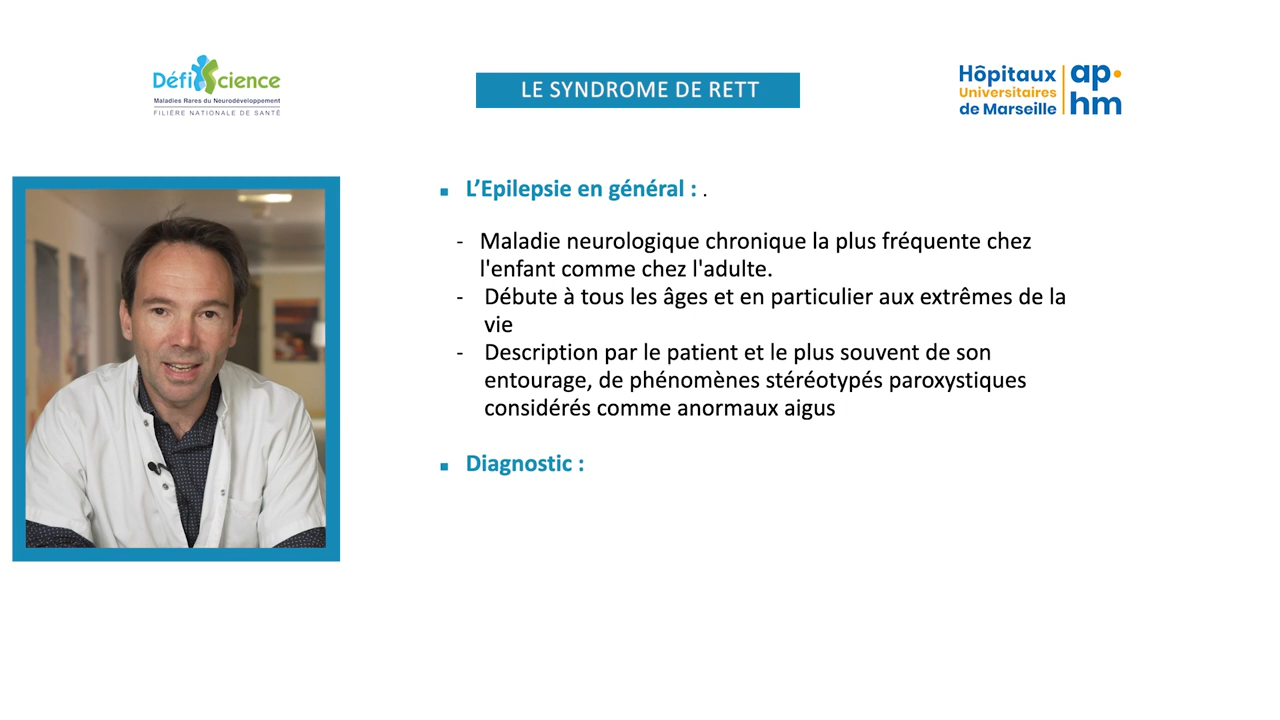 DéfiScience
Maladies Rares du Neurodéveloppement
FILIÈRE NATIONALE DE SANTÉ
LE SYNDROME DE RETT
Hôpitaux
Universitaires
de Marseille
ap.
hm
L'Epilepsie en général : .
- Maladie neurologique chronique la plus fréquente chez
l'enfant comme chez l'adulte.
- Débute à tous les âges et en particulier aux extrêmes de la
vie
- Description par le patient et le plus souvent de son
entourage, de phénomènes stéréotypés paroxystiques
considérés comme anormaux aigus
Diagnostic :